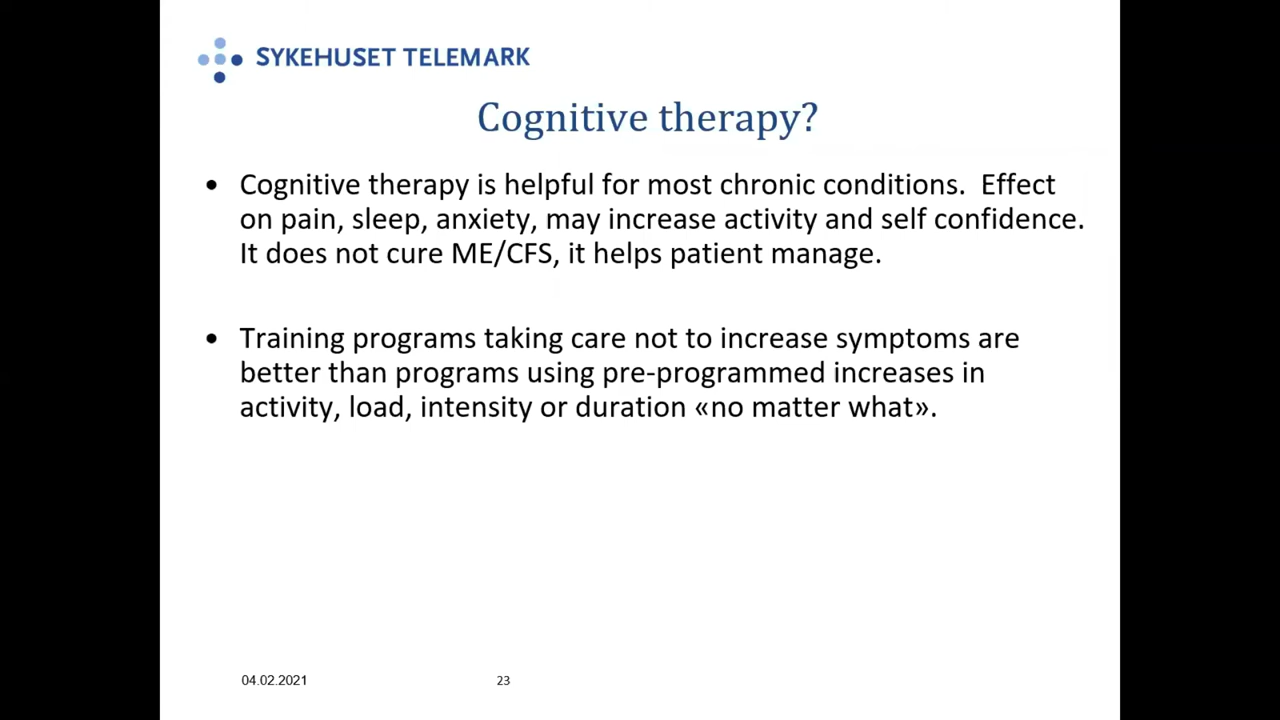 SYKEHUSET TELEMARK
Cognitive therapy?
• Cognitive therapy is helpful for most chronic conditions.  Effect
on pain, sleep, anxiety, may increase activity and self confidence.
It does not cure ME/CFS, it helps patient manage.
• Training programs taking care not to increase symptoms are
better than programs using pre-programmed increases in
activity, load, intensity or duration «no matter what».
04.02.2021
23